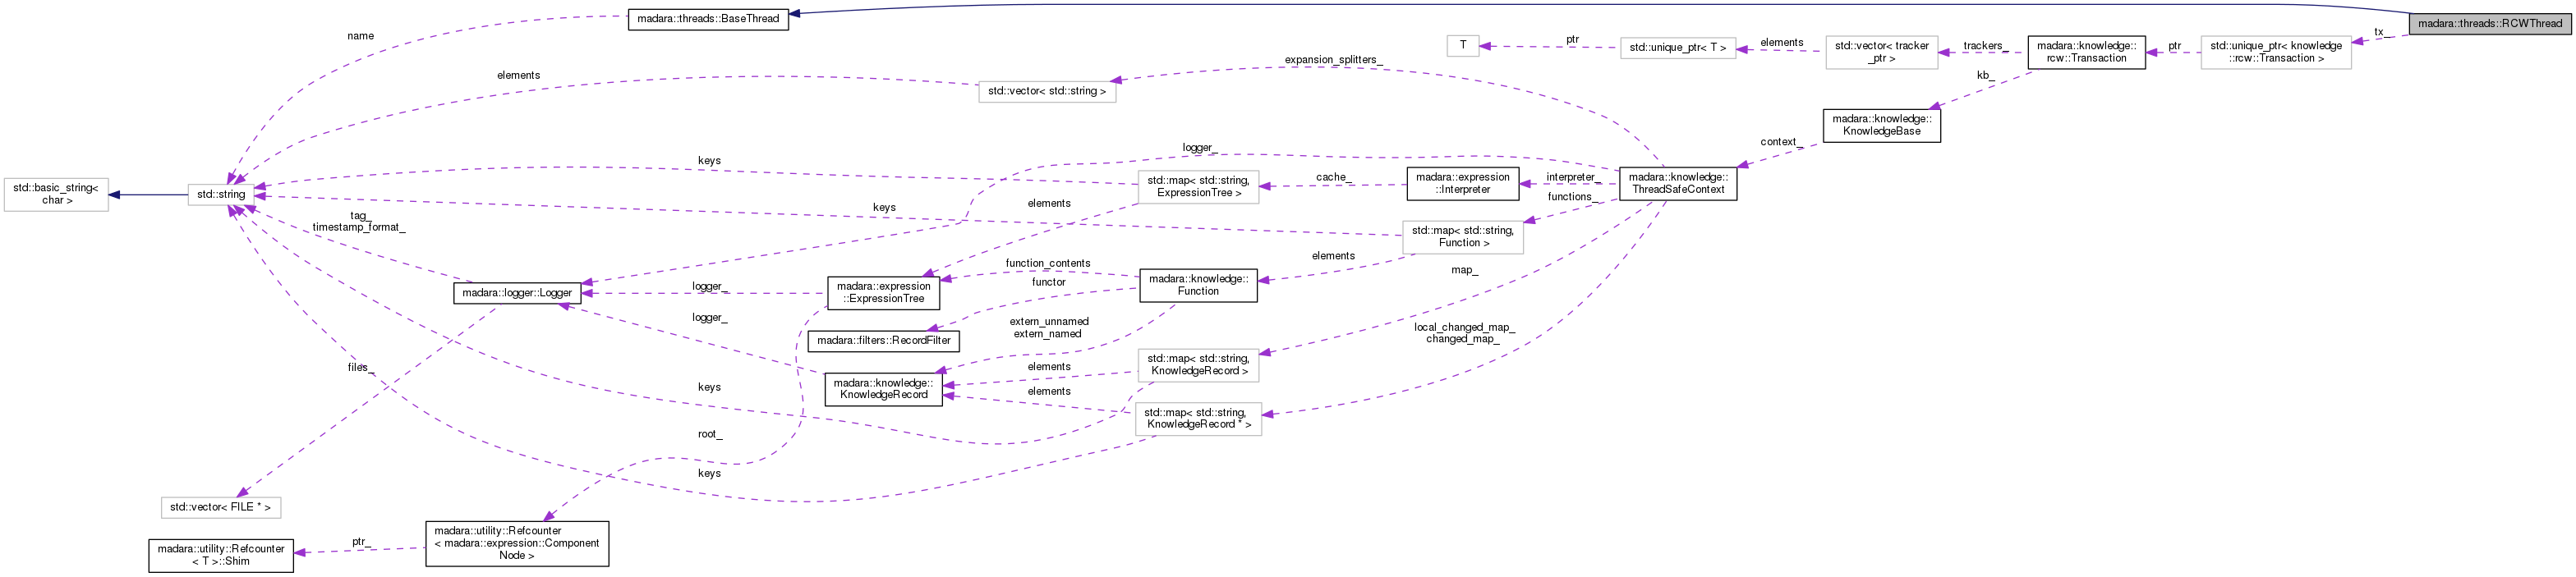 madara::threads::BaseThread
madara::threads::RCWThread
name
tx_
T
ptr
std::unique_ptr< T >
elements
std::vector< tracker
_ptr >
trackers_
madara::knowledge::
rcw::Transaction
ptr
std::unique_ptr< knowledge
::rcw::Transaction >
elements
expansion_splitters_
kb_
std::vector< std::string >
madara::knowledge::
KnowledgeBase
context_
logger_
keys
std::basic_string<
char >
std::string
std::map< std::string,
ExpressionTree >
cache_
madara::expression
::Interpreter
interpreter_
madara::knowledge::
ThreadSafeContext
functions_
elements
keys
tag_
timestamp_format_
std::map< std::string,
Function >
elements
map_
function_contents
functor
madara::logger::Logger
logger_
madara::expression
::ExpressionTree
madara::knowledge::
Function
logger_
extern_unnamed
extern_named
madara::filters::RecordFilter
local_changed_map_
changed_map_
files_
keys
madara::knowledge::
KnowledgeRecord
elements
elements
std::map< std::string,
KnowledgeRecord >
std::map< std::string,
KnowledgeRecord * >
root_
keys
std::vector< FILE * >
madara::utility::Refcounter
< T >::Shim
ptr_
madara::utility::Refcounter
< madara::expression::Component
Node >